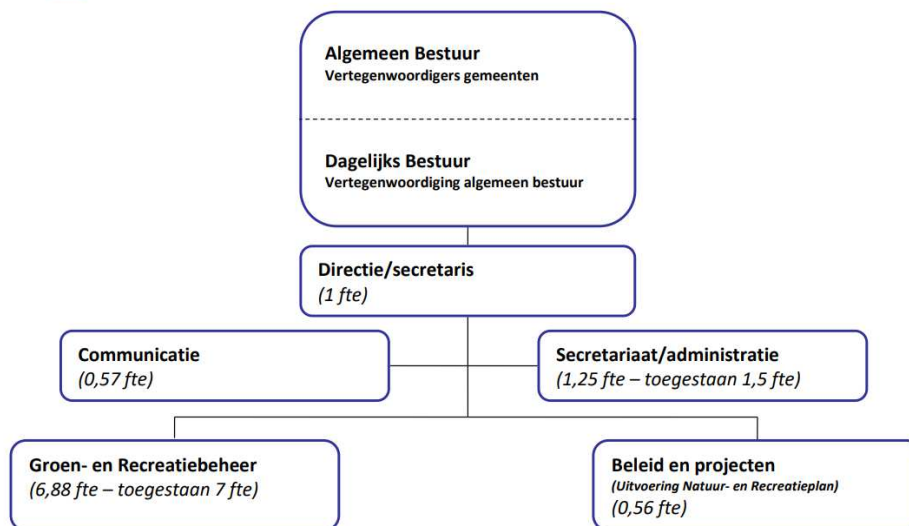 Algemeen Bestuur
Vertegenwoordigers gemeenten
Dagelijks Bestuur
Vertegenwoordiging algemeen bestuur
Directie/secretaris
(1 fte)
Communicatie
(0,57 fte)
Secretariaat/administratie
(1,25 fte – toegestaan 1,5 fte)
Groen- en Recreatiebeheer
(6,88 fte – toegestaan 7 fte)
Beleid en projecten
(Uitvoering Natuur- en Recreatieplan)
(0,56 fte)